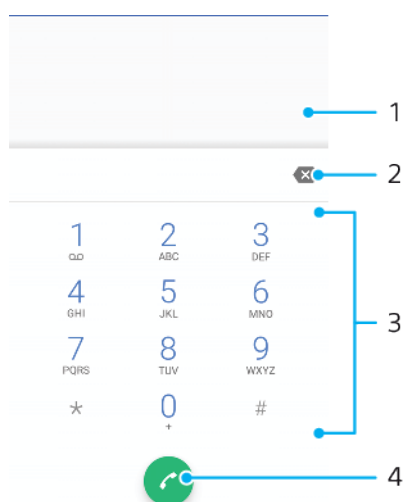 1
2
1 2 3
ABC DEF
4 5 6
GHI JKL MNO
3
7 8 9
PQRS TUV WXYZ
* 0 #
+
4